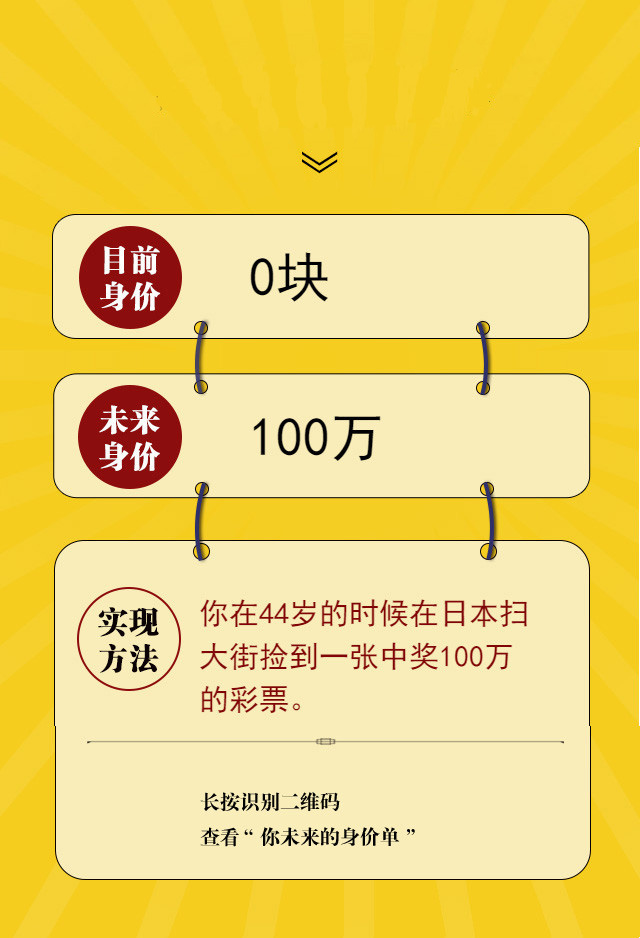 目前
身价
0块
未来
身价
100万
实现
方法
你在44岁的时候在日本扫
大街捡到一张中奖100万
的彩票。
长按识别二维码
查看“你未来的身价单”